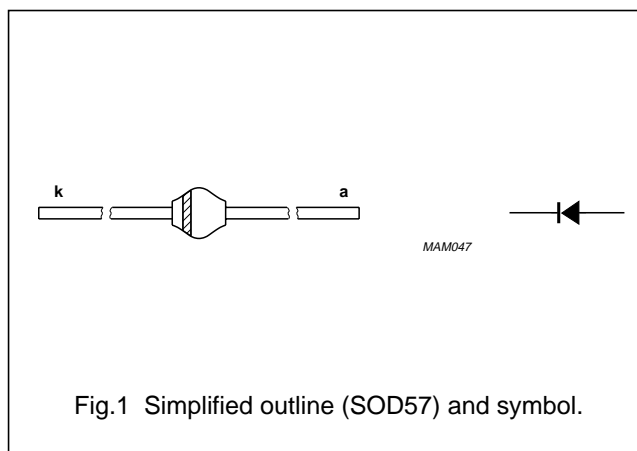 k
a
MAM047
Fig.1 Simplified outline (SOD57) and symbol.